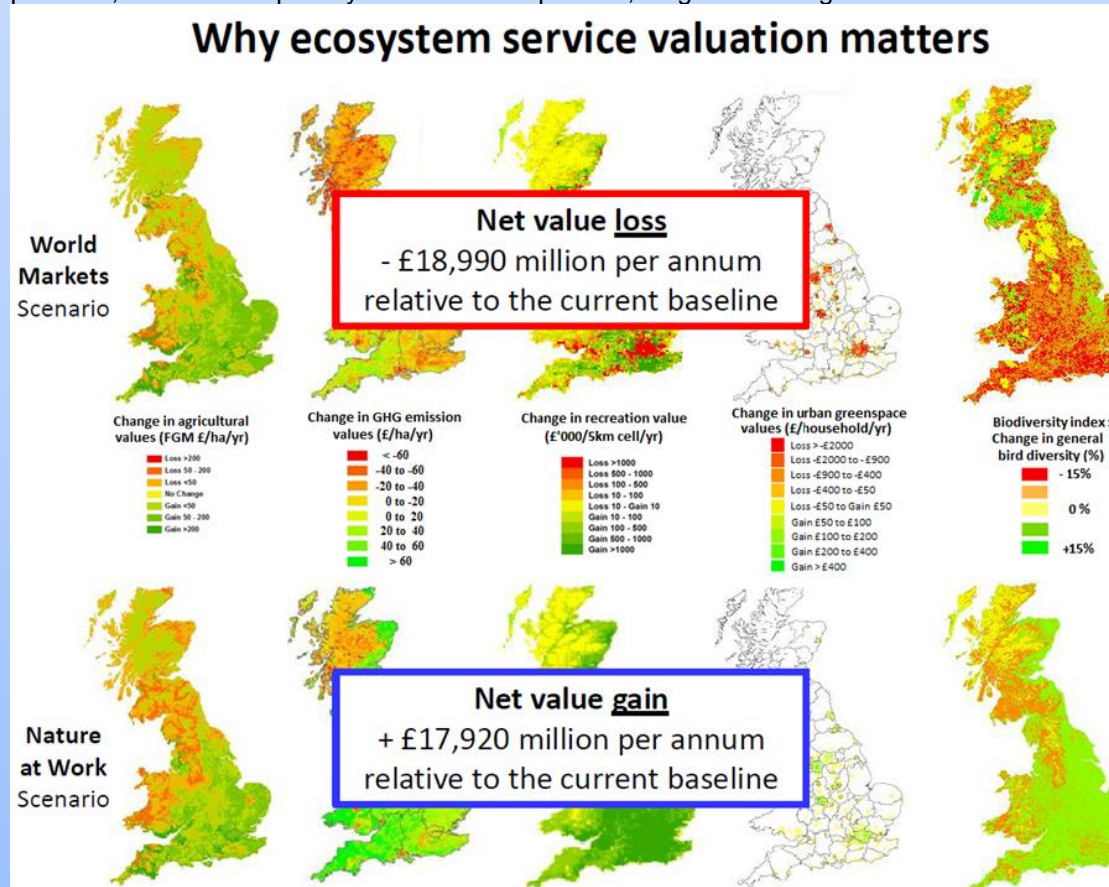 Why ecosystem service valuation matters
World
Markets
Scenario
Net value loss
- £18,990 million per annum
relative to the current baseline
Change in agricultural
values (FGM £/ha/yr)
Loss >200
Loss 50 - 200
Loss <50
No Change
Gain <50
Gain 50 - 200
Gain >200
Change in GHG emission
values (£/ha/yr)
< -60
-40 to -60
-20 to -40
0 to -20
0 to 20
20 to 40
40 to 60
> 60
Change in recreation value
(£'000/5km cell/yr)
Loss >1000
Loss 500 - 1000
Loss 100 - 500
Loss 10 - 100
Loss 10 - Gain 10
Gain 10 - 100
Gain 100 - 500
Gain 500 - 1000
Gain >1000
Change in urban greenspace
values (£/household/yr)
Loss >-£2000
Loss -£2000 to -£900
Loss -£900 to -£400
Loss -£400 to -£50
Loss -£50 to Gain £50
Gain £50 to £100
Gain £100 to £200
Gain £200 to £400
Gain >£400
Biodiversity index:
Change in general
bird diversity (%)
- 15%
0 %
+15%
Nature
at Work
Scenario
Net value gain
+ £17,920 million per annum
relative to the current baseline